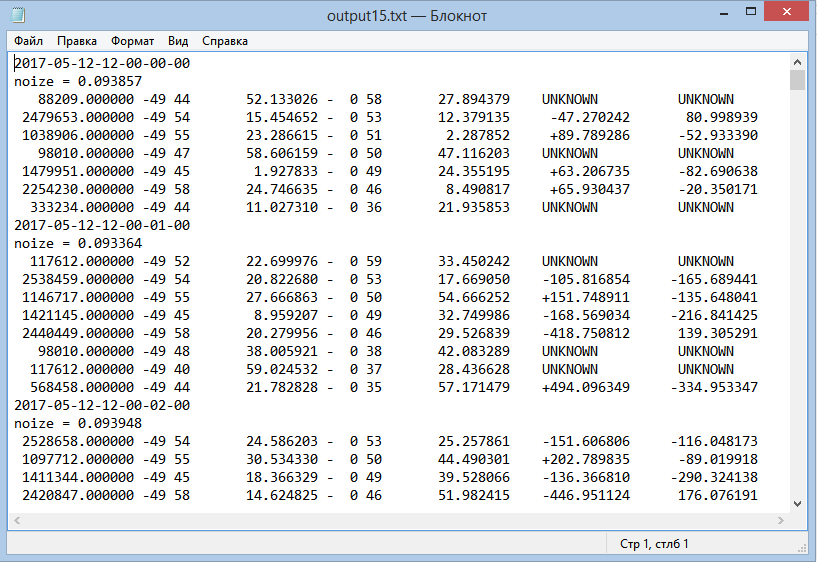 output15.txt — Блокнот
Файл Правка Формат Вид Справка
2017-05-12-12-00-00-00
noize = 0.093857
88209.000000 -49 44 52.133026 - 0 58 27.894379 UNKNOWN UNKNOWN
2479653.000000 -49 54 15.454652 - 0 53 12.379135 -47.270242 80.998939
1038906.000000 -49 55 23.286615 - 0 51 2.287852 +89.789286 -52.933390
98010.000000 -49 47 58.606159 - 0 50 47.116203 UNKNOWN UNKNOWN
1479951.000000 -49 45 1.927833 - 0 49 24.355195 +63.206735 -82.690638
2254230.000000 -49 58 24.746635 - 0 46 8.490817 +65.930437 -20.350171
333234.000000 -49 44 11.027310 - 0 36 21.935853 UNKNOWN UNKNOWN
2017-05-12-12-00-01-00
noize = 0.093364
117612.000000 -49 52 22.699976 - 0 59 33.450242 UNKNOWN UNKNOWN
2538459.000000 -49 54 20.822680 - 0 53 17.669050 -105.816854 -165.689441
1146717.000000 -49 55 27.666863 - 0 50 54.666252 +151.748911 -135.648041
1421145.000000 -49 45 8.959207 - 0 49 32.749986 -168.569034 -216.841425
2440449.000000 -49 58 20.279956 - 0 46 29.526839 -418.750812 139.305291
98010.000000 -49 48 38.005921 - 0 38 42.083289 UNKNOWN UNKNOWN
117612.000000 -49 40 59.024532 - 0 37 28.436628 UNKNOWN UNKNOWN
568458.000000 -49 44 21.782828 - 0 35 57.171479 +494.096349 -334.953347
2017-05-12-12-00-02-00
noize = 0.093948
2528658.000000 -49 54 24.586203 - 0 53 25.257861 -151.606806 -116.048173
1097712.000000 -49 55 30.534330 - 0 50 44.490301 +202.789835 -89.019918
1411344.000000 -49 45 18.366329 - 0 49 39.528066 -136.366810 -290.324138
2420847.000000 -49 58 14.624825 - 0 46 51.982415 -446.951124 176.076191
Стр 1, стлб 1